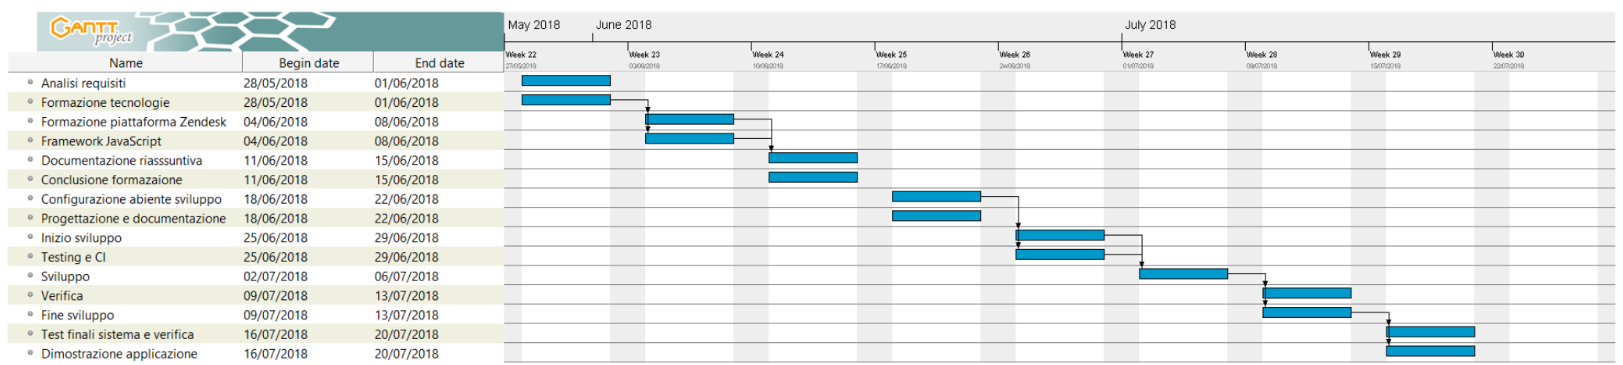 GANTT project
May 2018 June 2018 July 2018
Week 22 Week 23 Week 24 Week 25 Week 26 Week 27 Week 28 Week 29 Week 30
27/05/2018 03/06/2018 10/06/2018 17/06/2018 24/06/2018 01/07/2018 08/07/2018 15/07/2018 22/07/2018
Name Begin date End date
Analisi requisiti 28/05/2018 01/06/2018
Formazione tecnologie 28/05/2018 01/06/2018
Formazione piattaforma Zendesk 04/06/2018 08/06/2018
Framework JavaScript 04/06/2018 08/06/2018
Documentazione riasssuntiva 11/06/2018 15/06/2018
Conclusione formazaione 11/06/2018 15/06/2018
Configurazione abiente sviluppo 18/06/2018 22/06/2018
Progettazione e documentazione 18/06/2018 22/06/2018
Inizio sviluppo 25/06/2018 29/06/2018
Testing e CI 25/06/2018 29/06/2018
Sviluppo 02/07/2018 06/07/2018
Verifica 09/07/2018 13/07/2018
Fine sviluppo 09/07/2018 13/07/2018
Test finali sistema e verifica 16/07/2018 20/07/2018
Dimostrazione applicazione 16/07/2018 20/07/2018